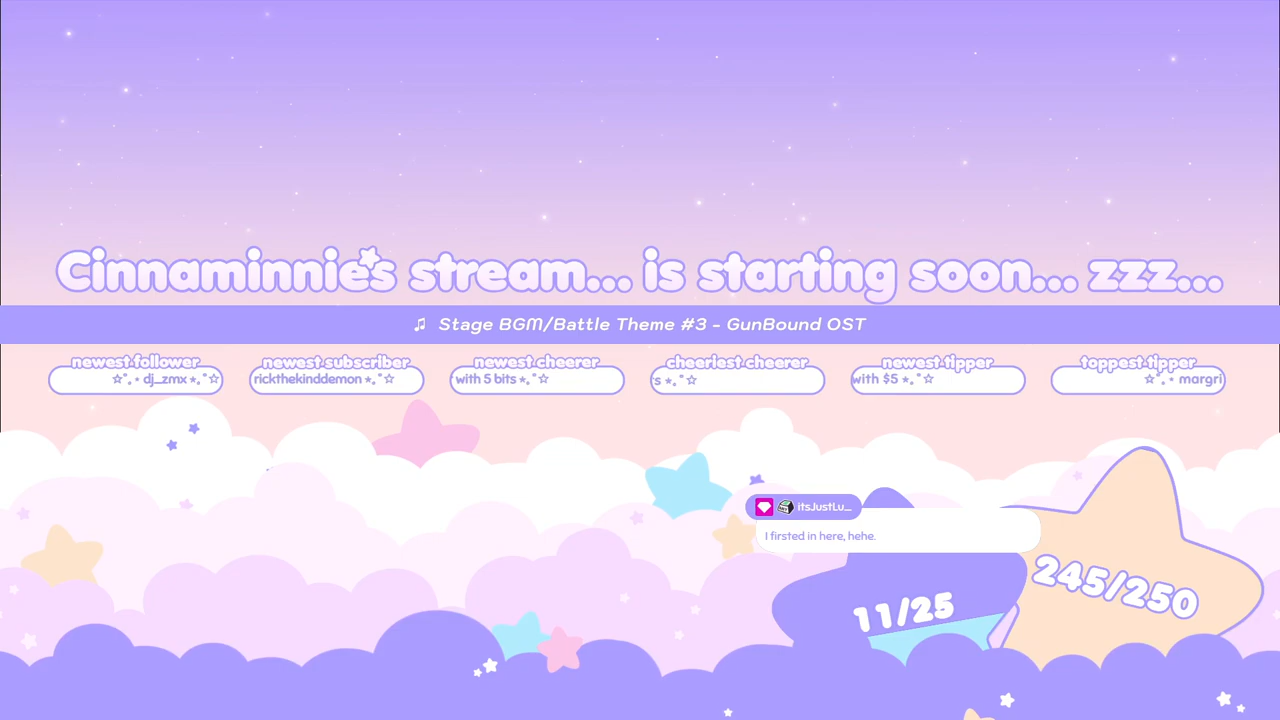 Cinnaminnie's stream... is starting soon... zzz...
♫ Stage BGM/Battle Theme #3 - GunBound OST
newest follower
☆˚｡⋆ dj_zmx ⋆｡˚☆
newest subscriber
rickthekinddemon ⋆｡˚☆
newest cheerer
with 5 bits ⋆｡˚☆
cheeriest cheerer
s ⋆｡˚☆
newest tipper
with $5 ⋆｡˚☆
toppest tipper
☆˚｡⋆ margri
itsJustLu_
I firsted in here, hehe.
11/25
245/250